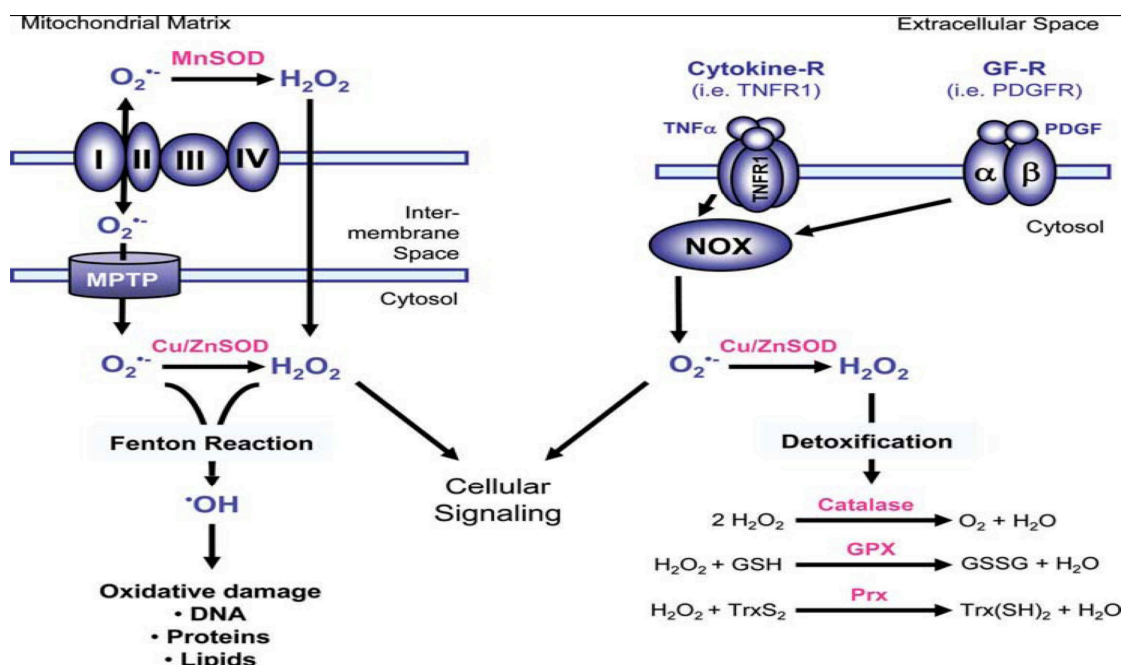 Mitochondrial Matrix
Extracellular Space
MnSOD
O₂•- H₂O₂
I II III IV
O₂•-
Inter-
membrane
Space
MPTP
Cytosol
Cu/ZnSOD
O₂•- H₂O₂
Fenton Reaction
•OH
Oxidative damage
• DNA
• Proteins
• Lipids
Cellular
Signaling
Cytokine-R
(i.e. TNFR1)
GF-R
(i.e. PDGFR)
TNFα
TNFR1
PDGF
α β
Cytosol
NOX
Cu/ZnSOD
O₂•- H₂O₂
Detoxification
Catalase
2 H₂O₂ O₂ + H₂O
GPX
H₂O₂ + GSH GSSG + H₂O
Prx
H₂O₂ + TrxS₂ Trx(SH)₂ + H₂O